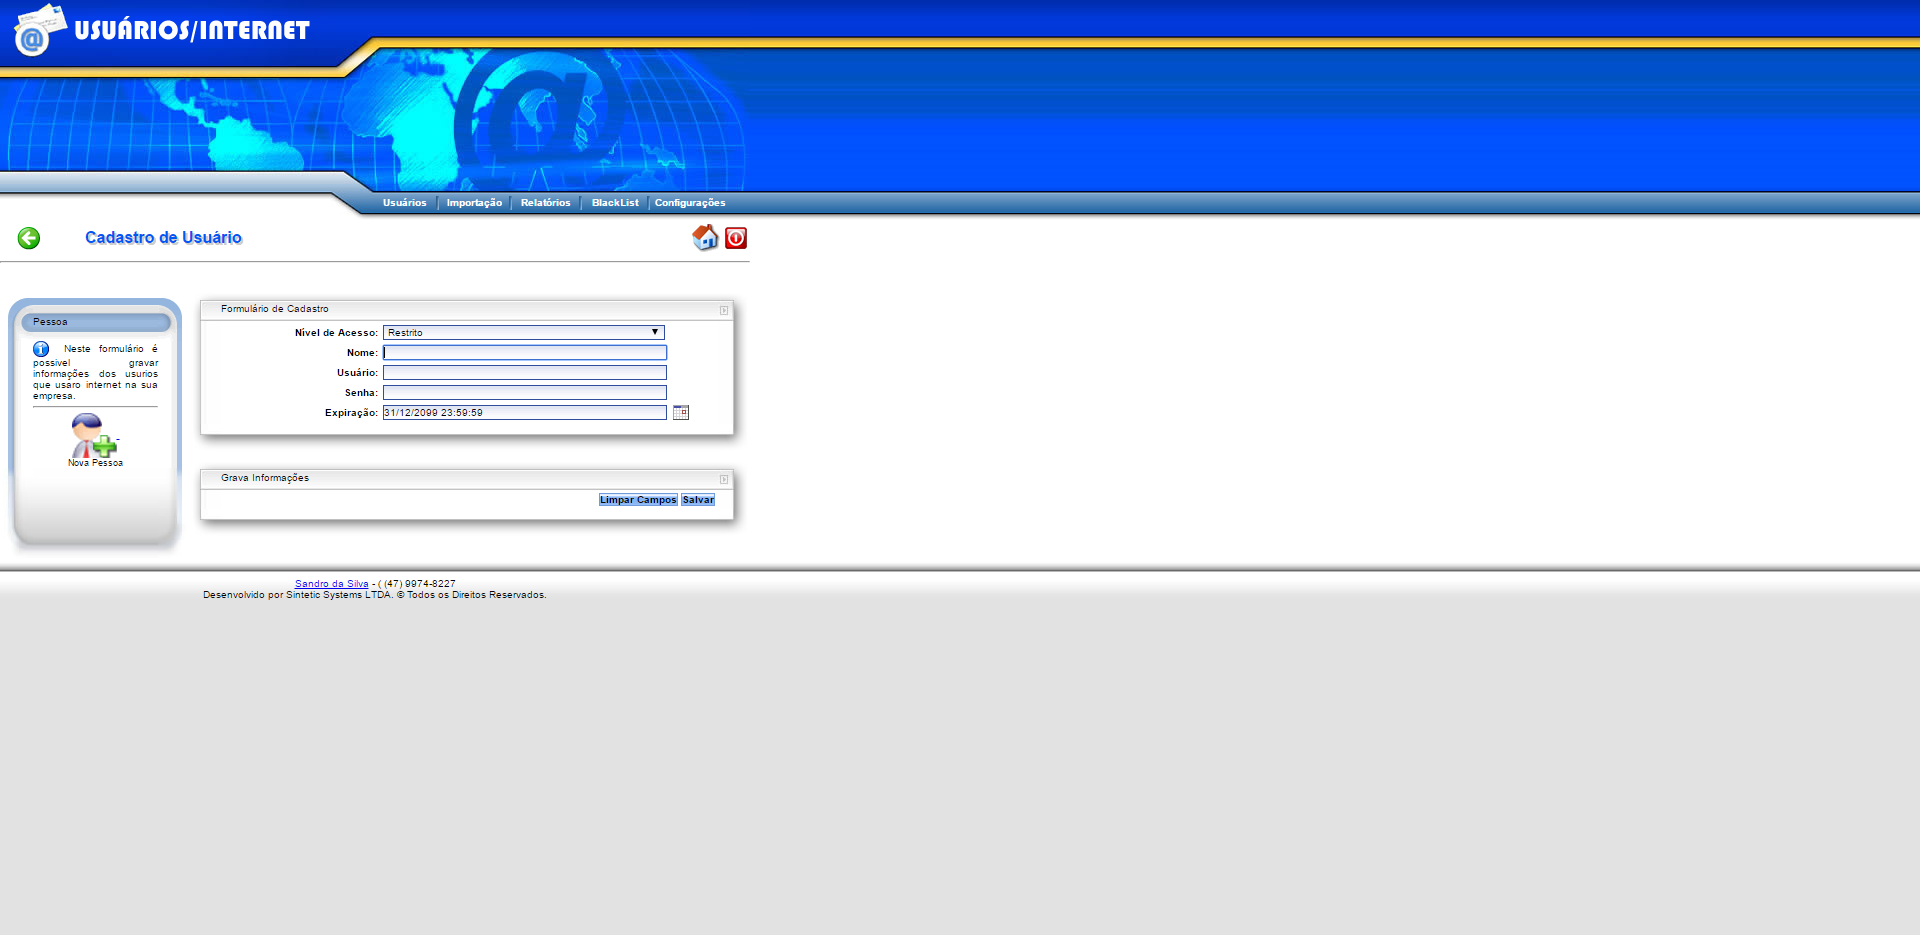 USUÁRIOS/INTERNET
Usuários Importação Relatórios BlackList Configurações
Cadastro de Usuário
Pessoa
Neste formulário é
possivel gravar
informações dos usurios
que usaro internet na sua
empresa.
-
Nova Pessoa
Formulário de Cadastro
Nível de Acesso: Restrito
Nome:
Usuário:
Senha:
Expiração: 31/12/2099 23:59:59
Grava Informações
Limpar Campos Salvar
Sandro da Silva - ( (47) 9974-8227
Desenvolvido por Sintetic Systems LTDA. © Todos os Direitos Reservados.